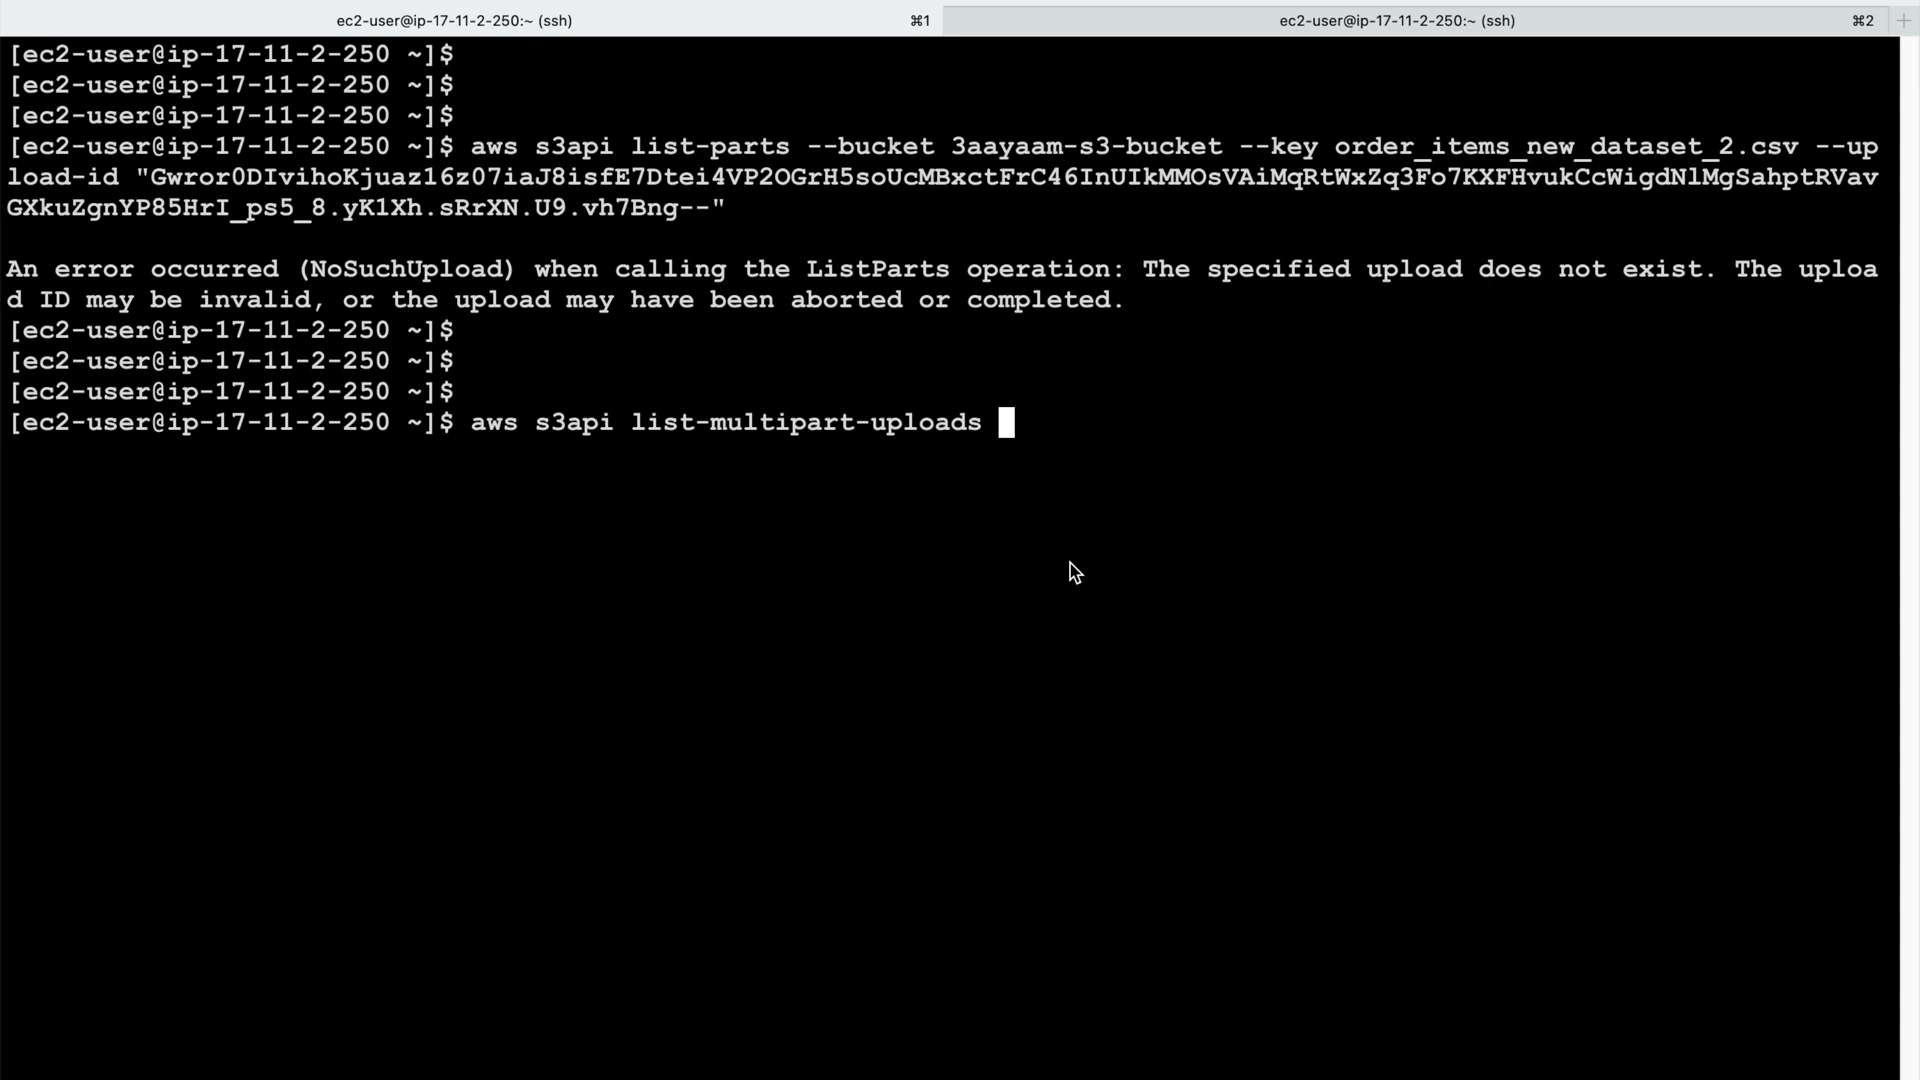 ec2-user@ip-17-11-2-250:~ (ssh) ⌘1 ec2-user@ip-17-11-2-250:~ (ssh) ⌘2 +
[ec2-user@ip-17-11-2-250 ~]$
[ec2-user@ip-17-11-2-250 ~]$
[ec2-user@ip-17-11-2-250 ~]$
[ec2-user@ip-17-11-2-250 ~]$ aws s3api list-parts --bucket 3aayaam-s3-bucket --key order_items_new_dataset_2.csv --up
load-id "Gwror0DIvihoKjuaz16z07iaJ8isfE7Dtei4VP2OGrH5soUcMBxctFrC46InUIkMMOsVAiMqRtWxZq3Fo7KXFHvukCcWigdNlMgSahptRVav
GXkuZgnYP85HrI_ps5_8.yK1Xh.sRrXN.U9.vh7Bng--"
An error occurred (NoSuchUpload) when calling the ListParts operation: The specified upload does not exist. The uploa
d ID may be invalid, or the upload may have been aborted or completed.
[ec2-user@ip-17-11-2-250 ~]$
[ec2-user@ip-17-11-2-250 ~]$
[ec2-user@ip-17-11-2-250 ~]$
[ec2-user@ip-17-11-2-250 ~]$ aws s3api list-multipart-uploads